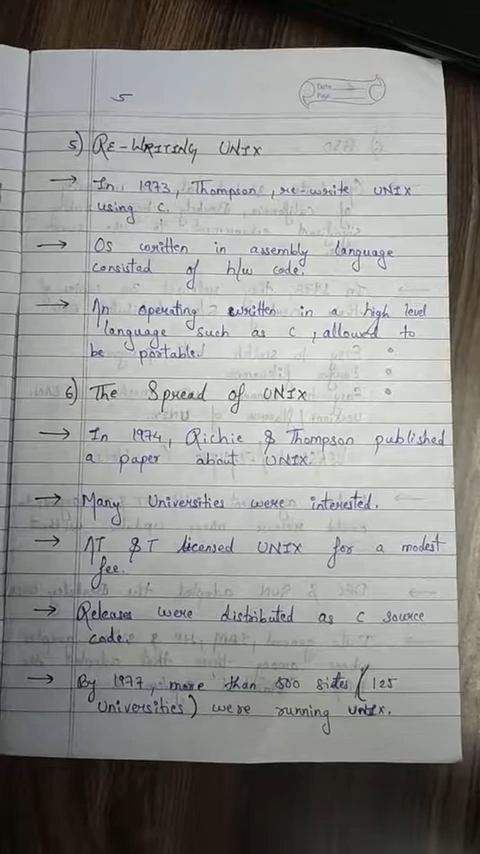 Date
Page
5
5) RE-WRITING UNIX
→ In 1973, Thompson, re-write UNIX
using C.
→ OS written in assembly language
consisted of h/w code.
→ An operating written in a high level
language such as C, allowed to
be portable.
6) The Spread of UNIX
→ In 1974, Richie & Thompson published
a paper about UNIX.
→ Many Universities were interested.
→ AT &T licensed UNIX for a modest
fee.
→ Releases were distributed as C source
code.
→ By 1977, more than 500 sites (125
Universities) were running UNIX.